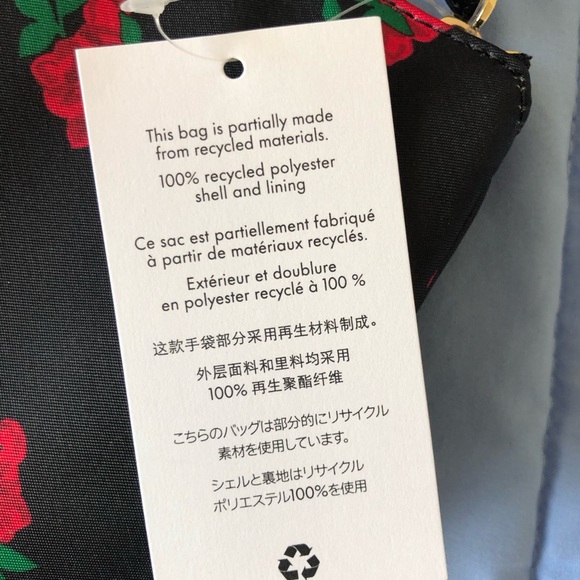 This bag is partially made
from recycled materials.
100% recycled polyester
shell and lining
Ce sac est partiellement fabriqué
à partir de matériaux recyclés.
Extérieur et doublure
en polyester recyclé à 100 %
这款手袋部分采用再生材料制成。
外层面料和里料均采用
100% 再生聚酯纤维
こちらのバッグは部分的にリサイクル
素材を使用しています。
シェルと裏地はリサイクル
ポリエステル100%を使用